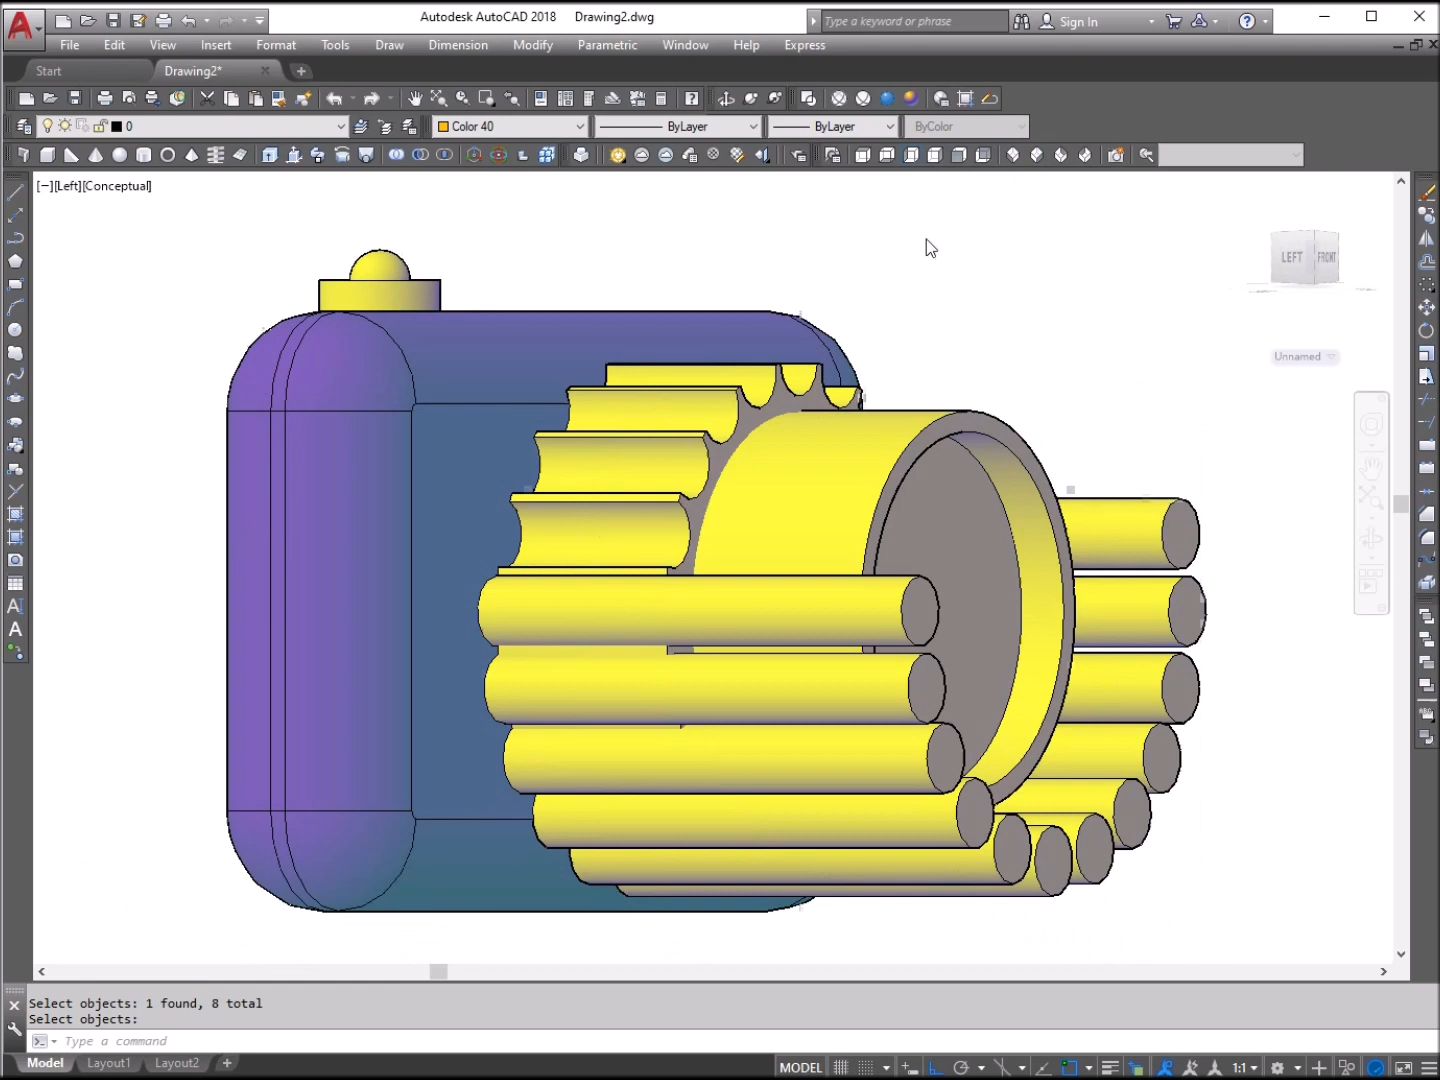 Autodesk AutoCAD 2018 Drawing2.dwg
Type a keyword or phrase
Sign In
File Edit View Insert Format Tools Draw Dimension Modify Parametric Window Help Express
Start Drawing2*
0 Color 40 ByLayer ByLayer ByColor
[−][Left][Conceptual]
LEFT FRONT
Unnamed
Select objects: 1 found, 8 total
Select objects:
Type a command
Model Layout1 Layout2 +
MODEL 1:1